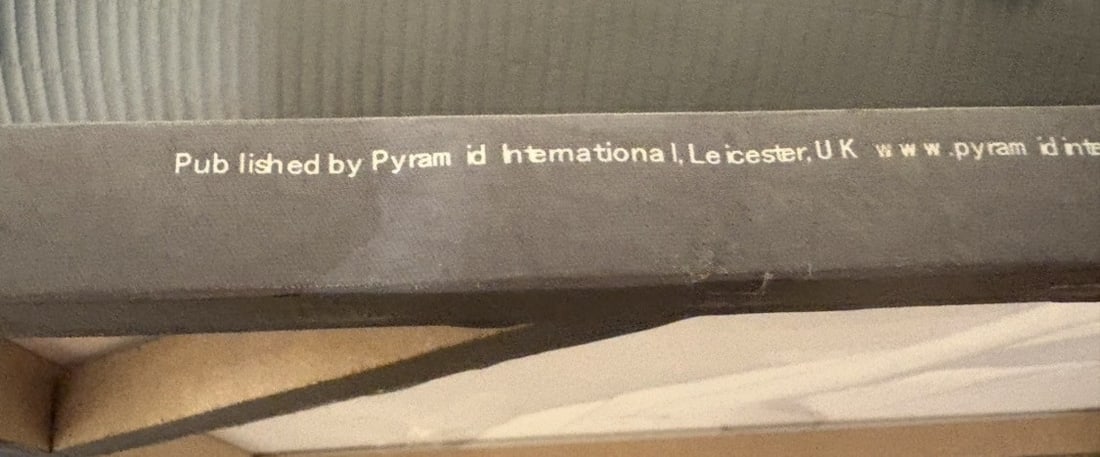 Published by Pyramid International, Leicester, UK www.pyramidinte